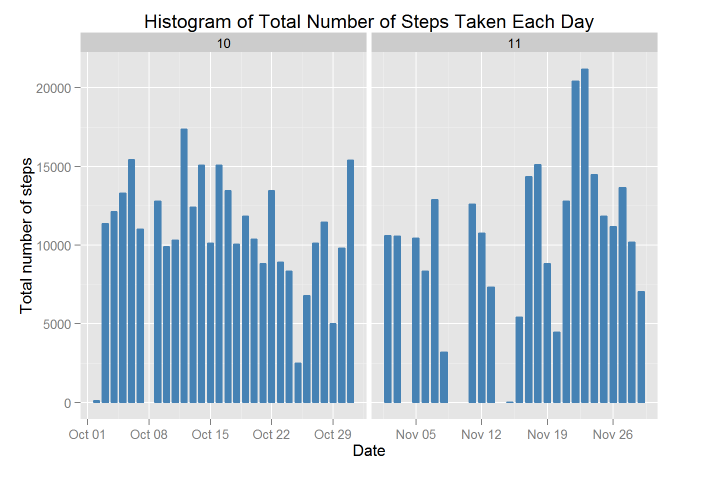 Histogram of Total Number of Steps Taken Each Day
10 11
20000
15000
10000
5000
0
Total number of steps
Oct 01 Oct 08 Oct 15 Oct 22 Oct 29 Nov 05 Nov 12 Nov 19 Nov 26
Date